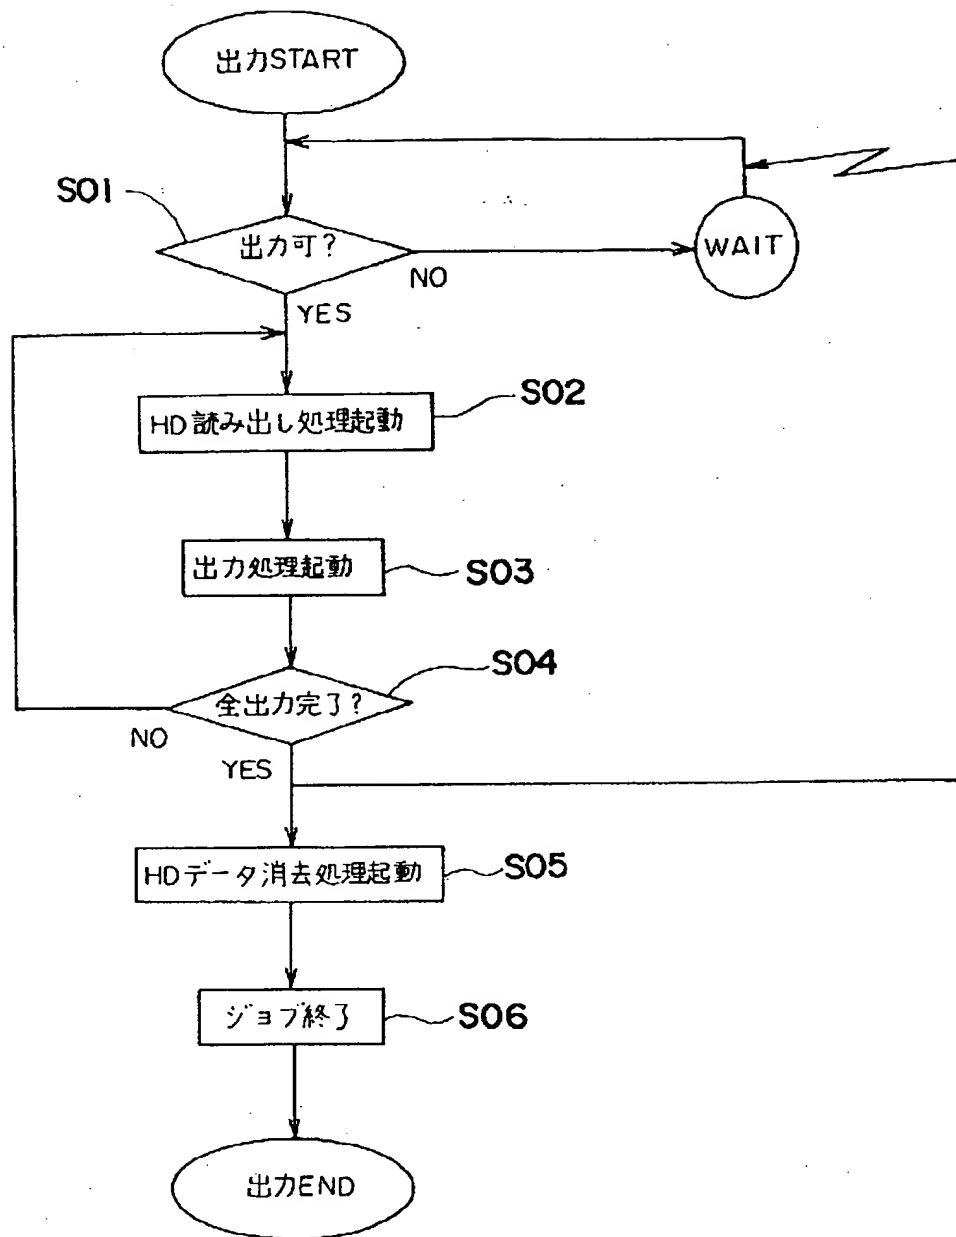 出力START
S01
出力可?
WAIT
NO
YES
S02
HD読み出し処理起動
出力処理起動
S03
S04
全出力完了?
NO
YES
HDデータ消去処理起動
S05
ジョブ終了
S06
出力END